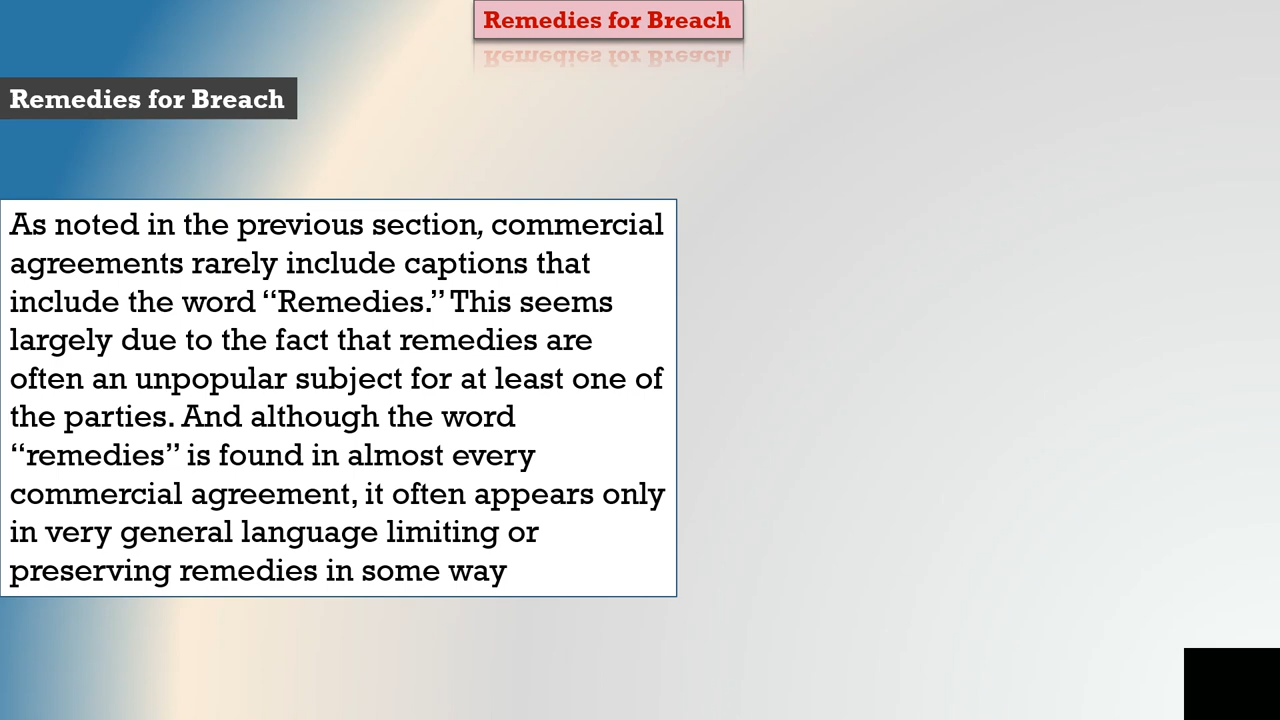 Remedies for Breach
Remedies for Breach
As noted in the previous section, commercial
agreements rarely include captions that
include the word “Remedies.” This seems
largely due to the fact that remedies are
often an unpopular subject for at least one of
the parties. And although the word
“remedies” is found in almost every
commercial agreement, it often appears only
in very general language limiting or
preserving remedies in some way